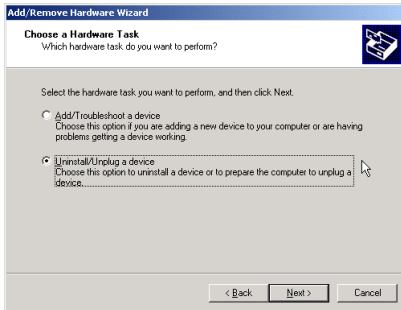 Add/Remove Hardware Wizard
Choose a Hardware Task
Which hardware task do you want to perform?
Select the hardware task you want to perform, and then click Next.
Add/Troubleshoot a device
Choose this option if you are adding a new device to your computer or are having
problems getting a device working.
Uninstall/Unplug a device
Choose this option to uninstall a device or to prepare the computer to unplug a
device.
< Back Next > Cancel